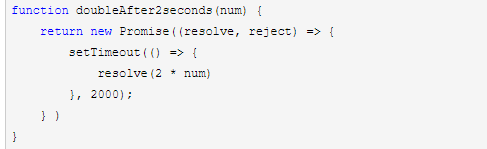 function doubleAfter2seconds(num) {
    return new Promise((resolve, reject) => {
        setTimeout(() => {
            resolve(2 * num)
        }, 2000);
    } )
}